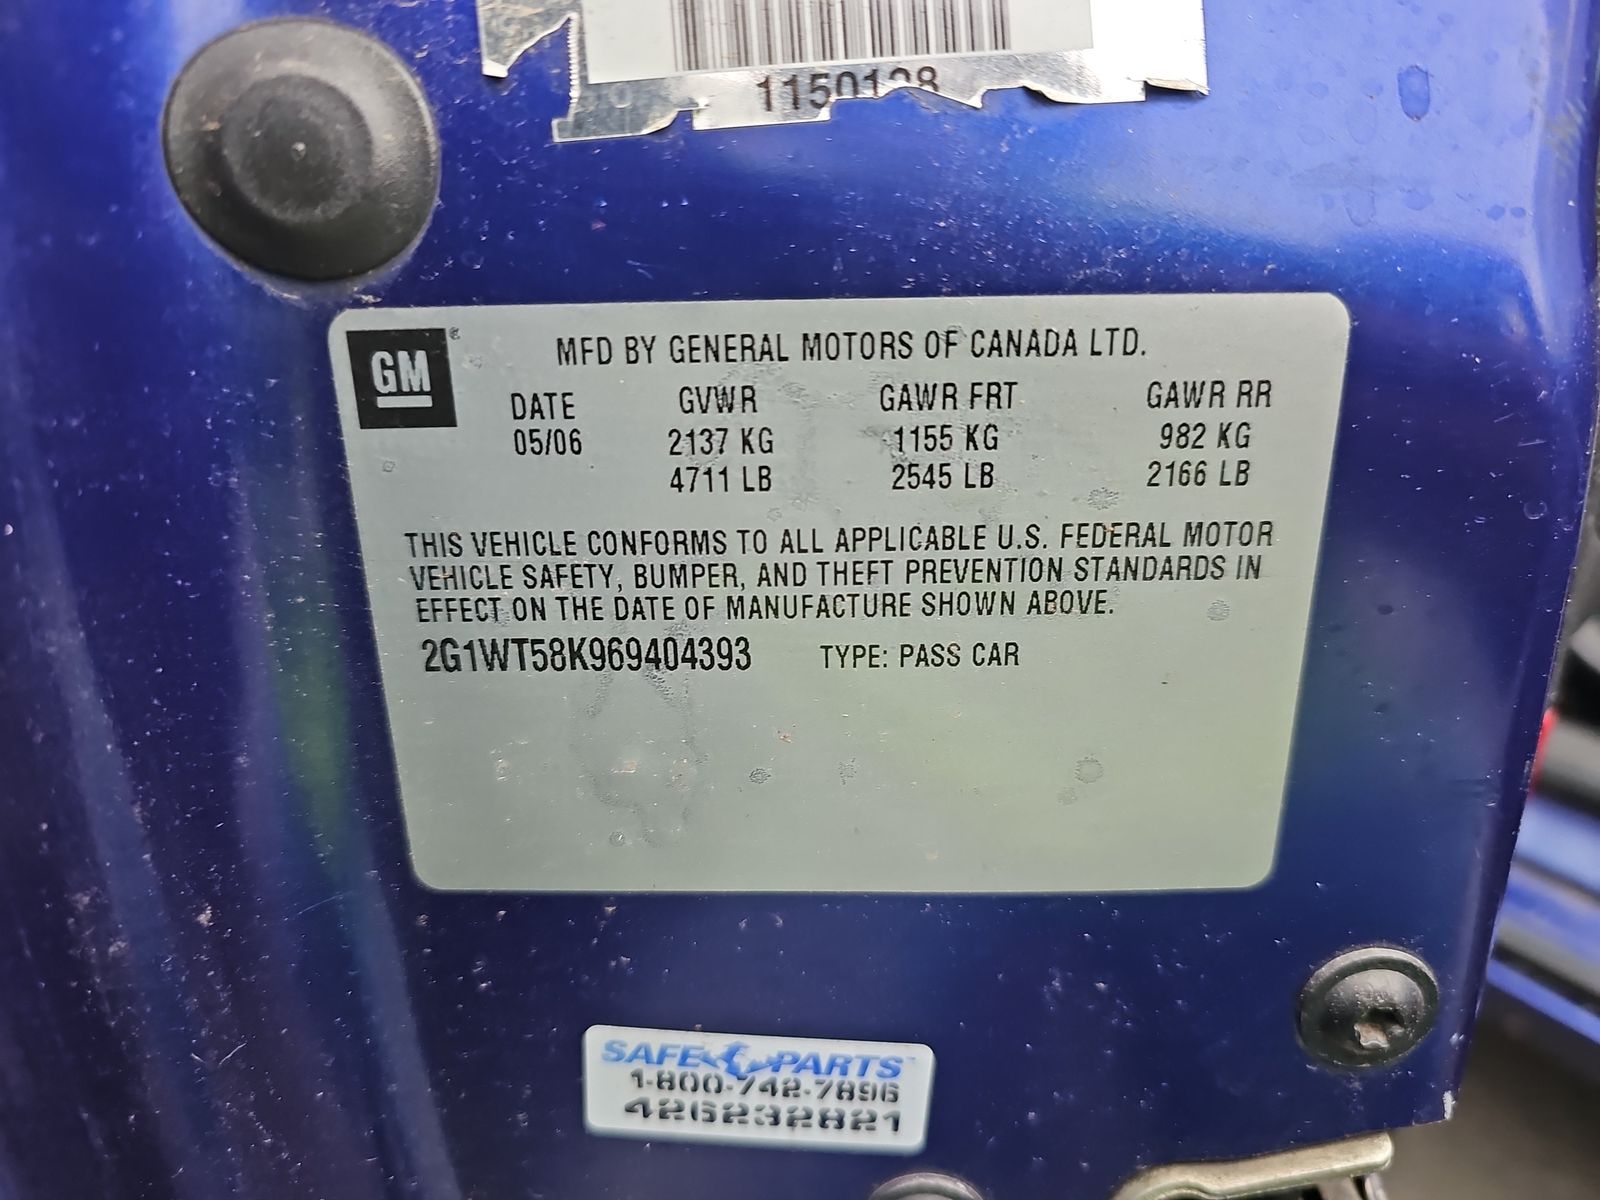 1150128
GM ®
MFD BY GENERAL MOTORS OF CANADA LTD.
DATE GVWR GAWR FRT GAWR RR
05/06 2137 KG 1155 KG 982 KG
4711 LB 2545 LB 2166 LB
THIS VEHICLE CONFORMS TO ALL APPLICABLE U.S. FEDERAL MOTOR
VEHICLE SAFETY, BUMPER, AND THEFT PREVENTION STANDARDS IN
EFFECT ON THE DATE OF MANUFACTURE SHOWN ABOVE.
2G1WT58K969404393 TYPE: PASS CAR
SAFE PARTS™
1-800-742-7896
426232821